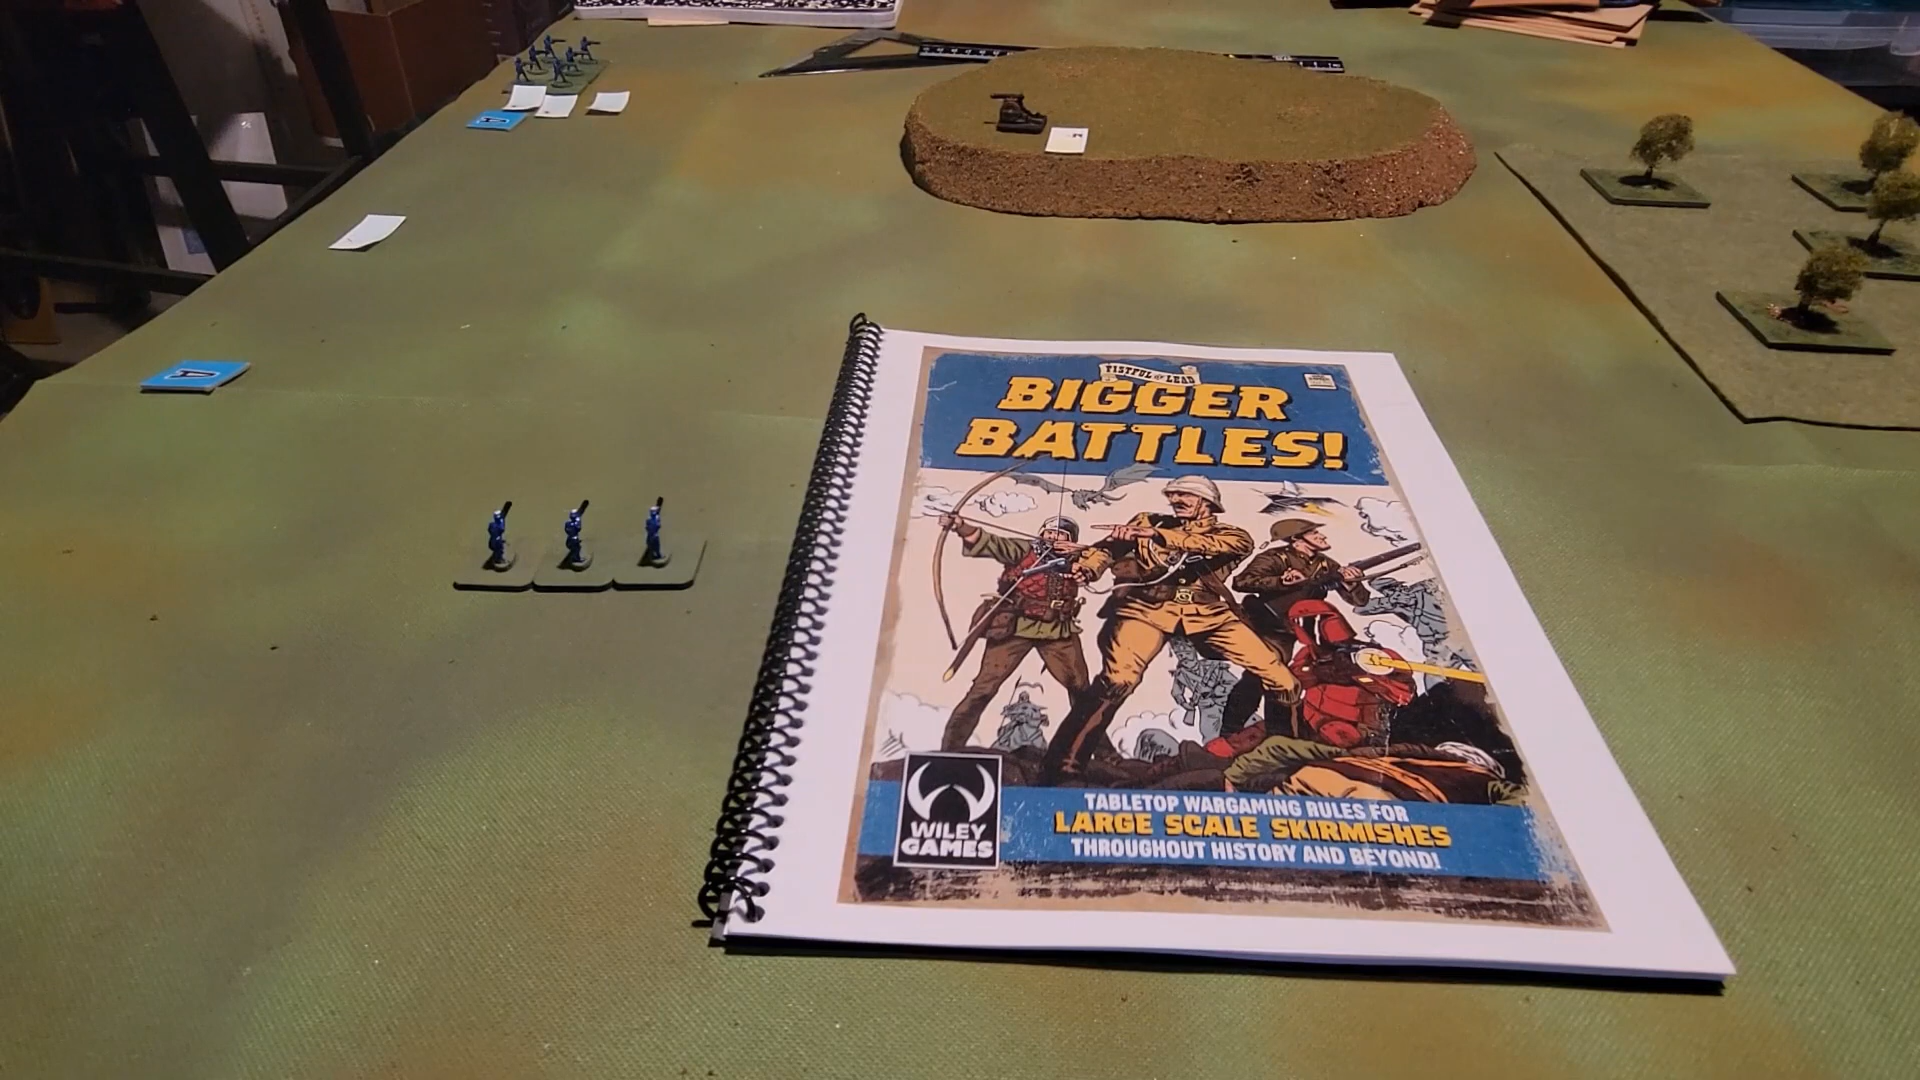 FISTFUL OF LEAD
BIGGER
BATTLES!
WILEY
GAMES
TABLETOP WARGAMING RULES FOR
LARGE SCALE SKIRMISHES
THROUGHOUT HISTORY AND BEYOND!
A
A